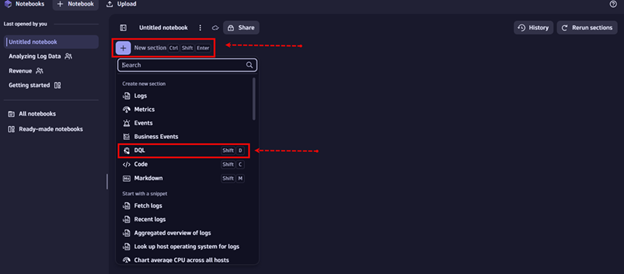 Notebooks
Notebook
Upload
Last opened by you
Untitled notebook
Analyzing Log Data
Revenue
Getting started
All notebooks
Ready-made notebooks
Untitled notebook
Share
History
Rerun sections
New section Ctrl Shift Enter
Search
Create new section
Logs
Metrics
Events
Business Events
DQL Shift D
Code Shift C
Markdown Shift M
Start with a snippet
Fetch logs
Recent logs
Aggregated overview of logs
Look up host operating system for logs
Chart average CPU across all hosts